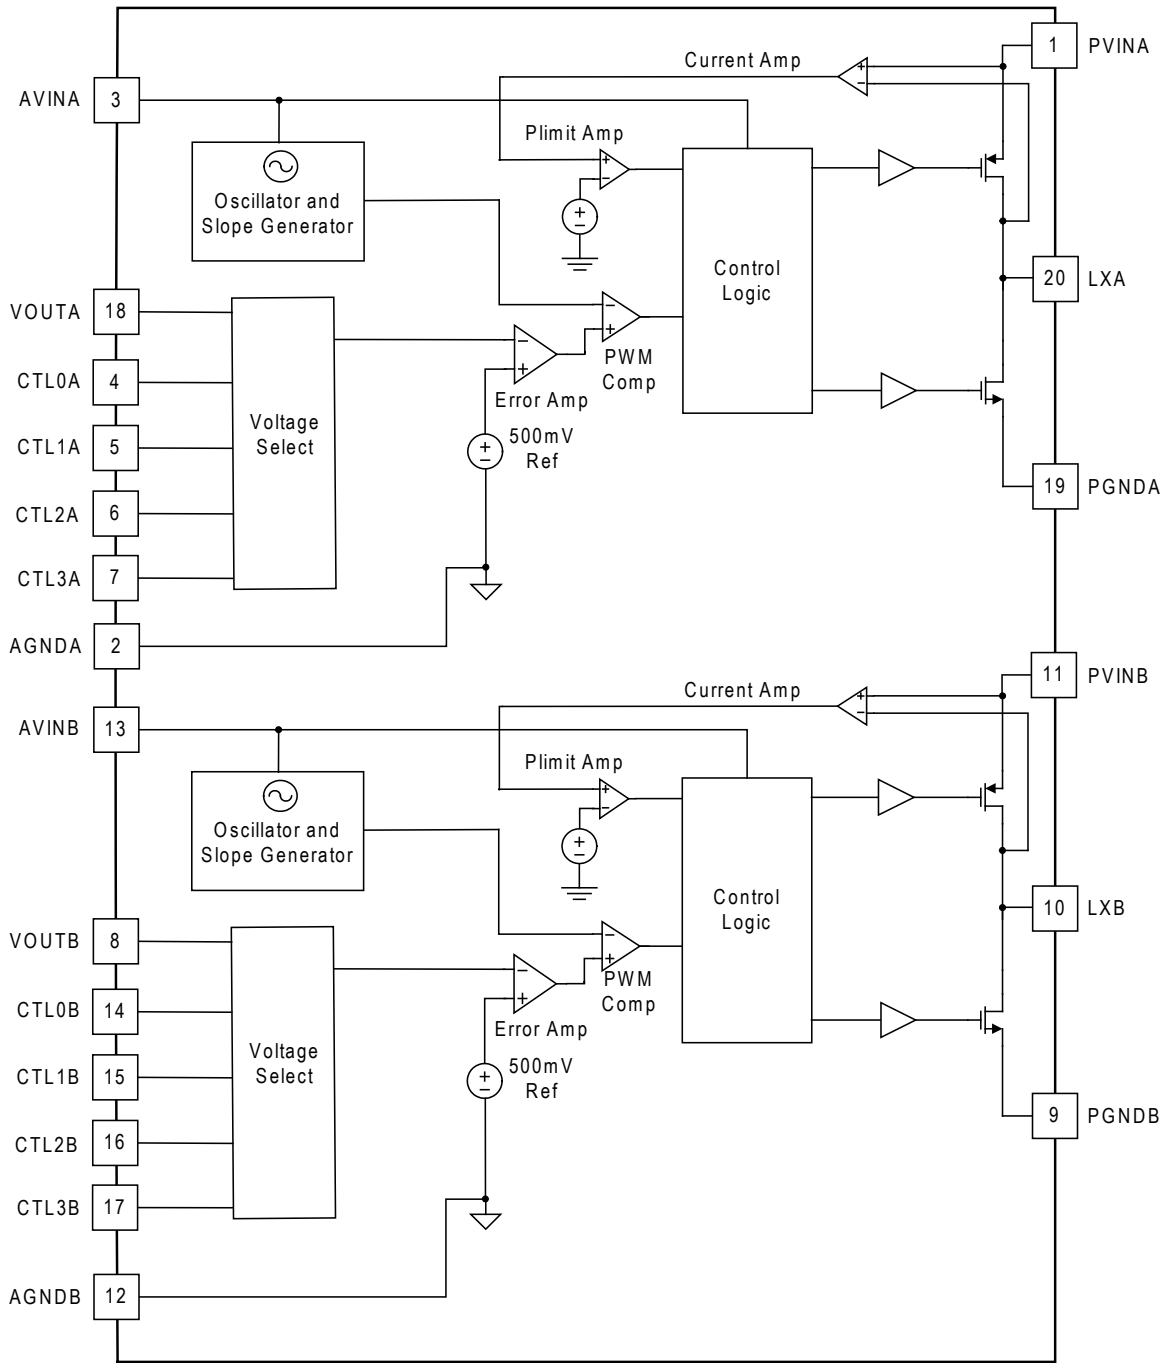 1 PVINA
Current Amp
+
−
AVINA 3
Plimit Amp
+
−
Oscillator and
Slope Generator
+
−
Control
Logic
20 LXA
VOUTA 18
−
+
PWM
Comp
−
+
Error Amp
CTL0A 4
Voltage
Select
500mV
Ref
+
−
CTL1A 5
19 PGNDA
CTL2A 6
CTL3A 7
AGNDA 2
11 PVINB
Current Amp
+
−
AVINB 13
Plimit Amp
+
−
Oscillator and
Slope Generator
+
−
Control
Logic
10 LXB
VOUTB 8
−
+
PWM
Comp
−
+
Error Amp
CTL0B 14
Voltage
Select
500mV
Ref
+
−
CTL1B 15
9 PGNDB
CTL2B 16
CTL3B 17
AGNDB 12